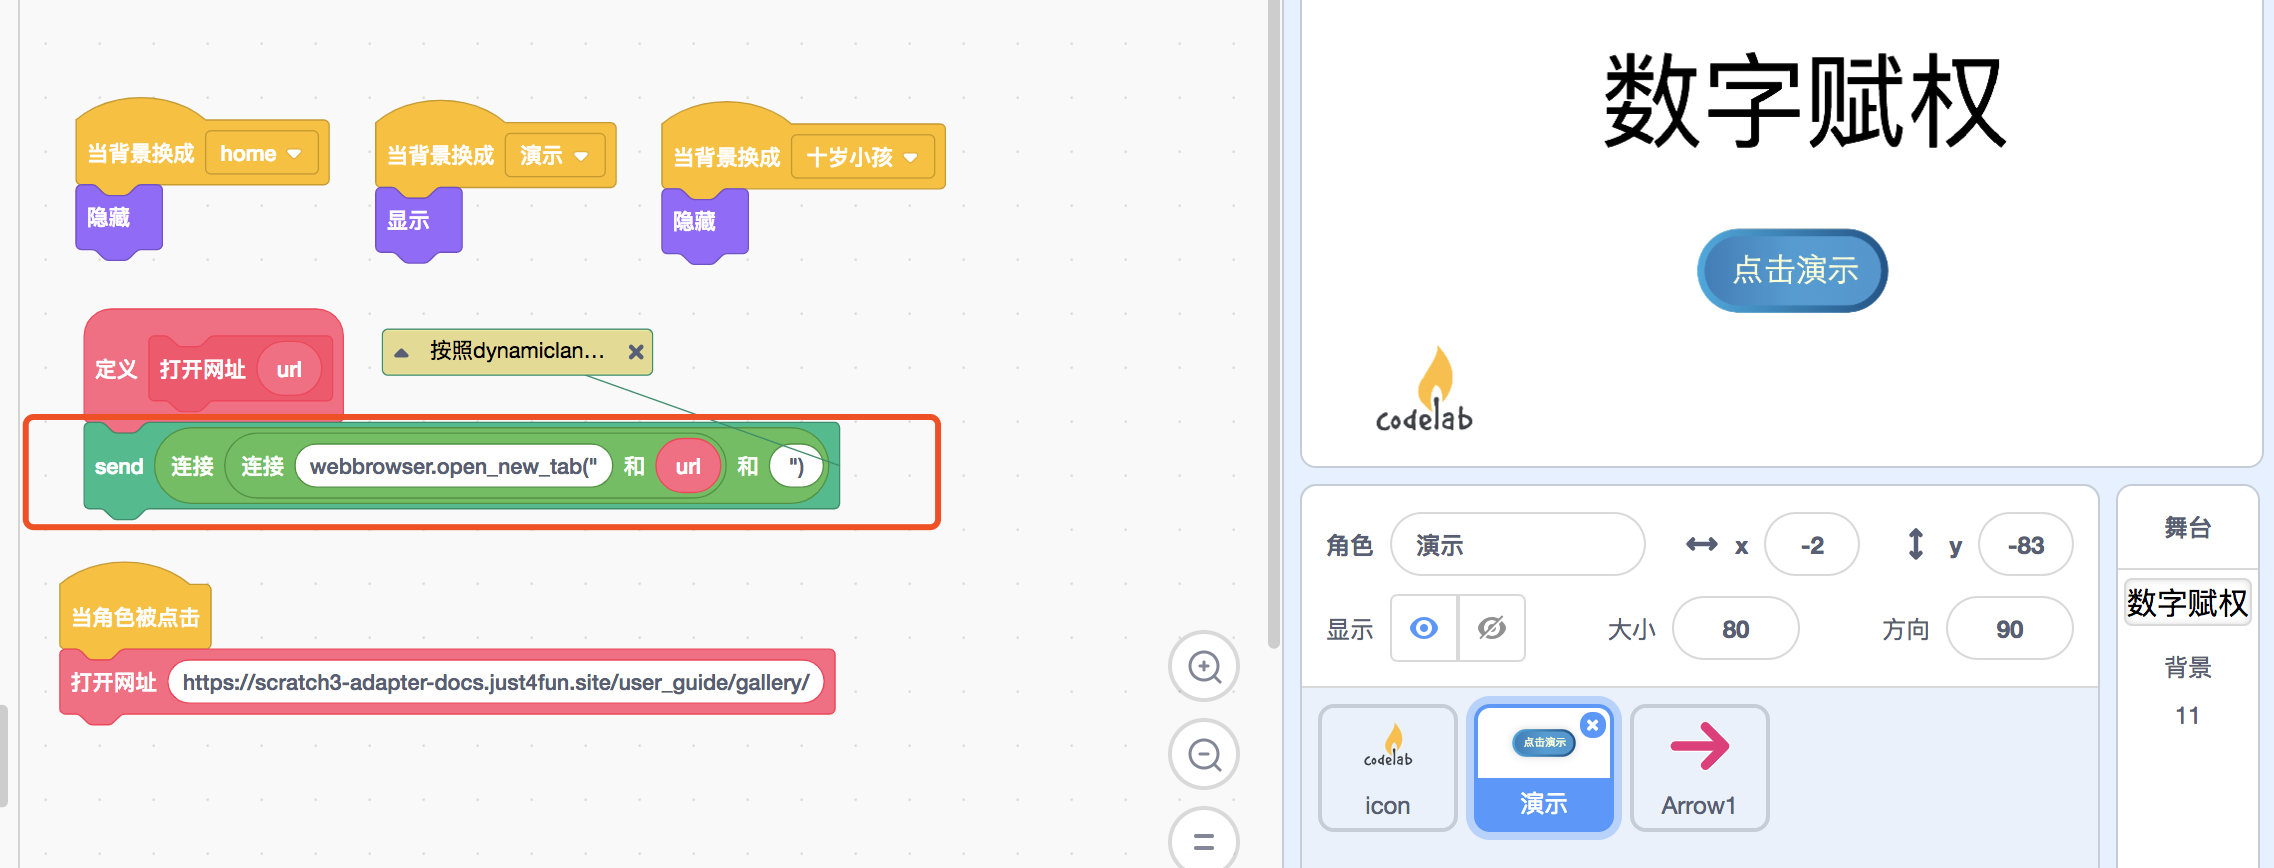 当背景换成 home
隐藏
当背景换成 演示
显示
当背景换成 十岁小孩
隐藏
定义 打开网址 url
按照dynamiclan...
send 连接 连接 webbrowser.open_new_tab(" 和 url 和 ")
当角色被点击
打开网址 https://scratch3-adapter-docs.just4fun.site/user_guide/gallery/
数字赋权
点击演示
codelab
角色 演示 x -2 y -83
显示 大小 80 方向 90
codelab
icon
点击演示
演示
Arrow1
舞台
数字赋权
背景
11